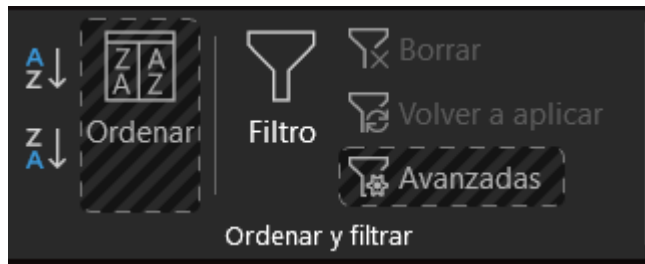 A
Z
Z
A
Z A
A Z
Ordenar
Filtro
Borrar
Volver a aplicar
Avanzadas
Ordenar y filtrar